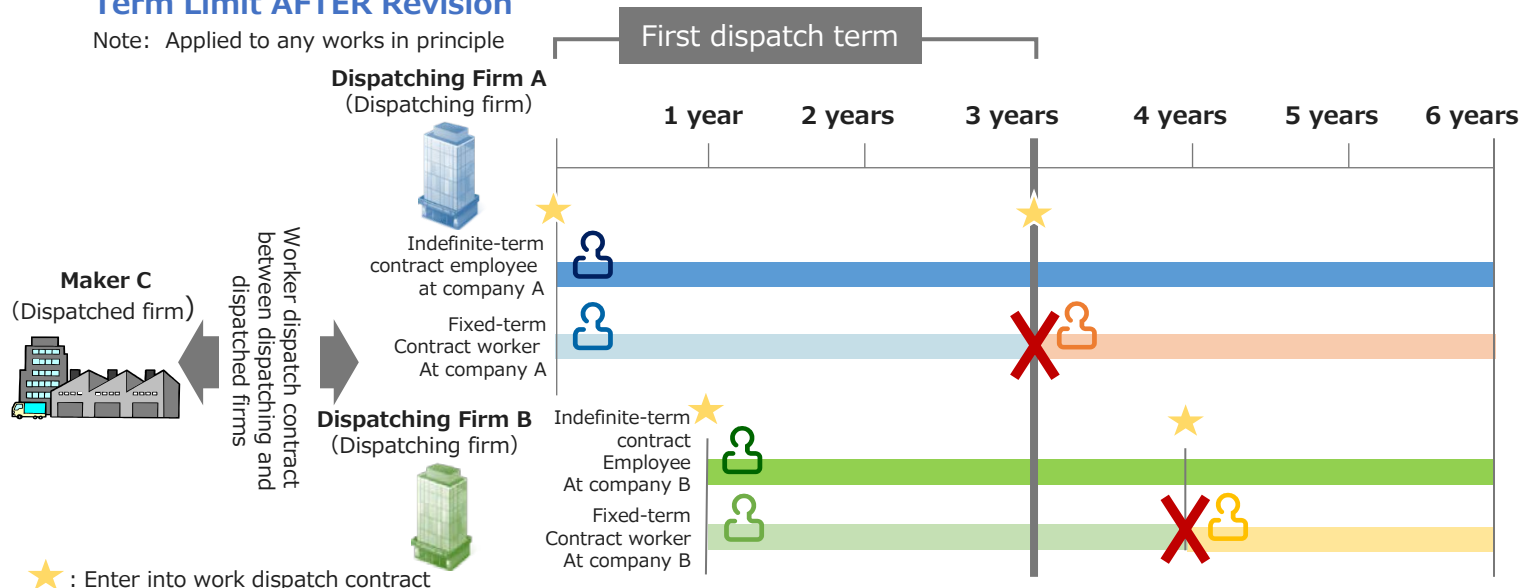 Term Limit AFTER Revision
Note: Applied to any works in principle
First dispatch term
Dispatching Firm A
(Dispatching firm)
1 year
2 years
3 years
4 years
5 years
6 years
Indefinite-term
contract employee
at company A
Fixed-term
Contract worker
At company A
Maker C
(Dispatched firm)
Worker dispatch contract
between dispatching and
dispatched firms
Dispatching Firm B
(Dispatching firm)
Indefinite-term
contract
Employee
At company B
Fixed-term
Contract worker
At company B
: Enter into work dispatch contract